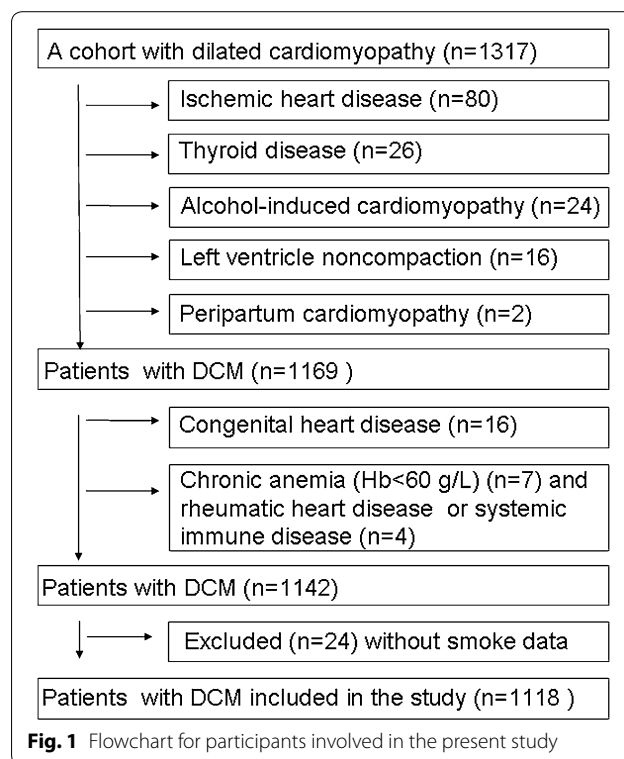 A cohort with dilated cardiomyopathy (n=1317)
Ischemic heart disease (n=80)
Thyroid disease (n=26)
Alcohol-induced cardiomyopathy (n=24)
Left ventricle noncompaction (n=16)
Peripartum cardiomyopathy (n=2)
Patients with DCM (n=1169 )
Congenital heart disease (n=16)
Chronic anemia (Hb<60 g/L) (n=7) and
rheumatic heart disease or systemic
immune disease (n=4)
Patients with DCM (n=1142)
Excluded (n=24) without smoke data
Patients with DCM included in the study (n=1118 )
Fig. 1 Flowchart for participants involved in the present study